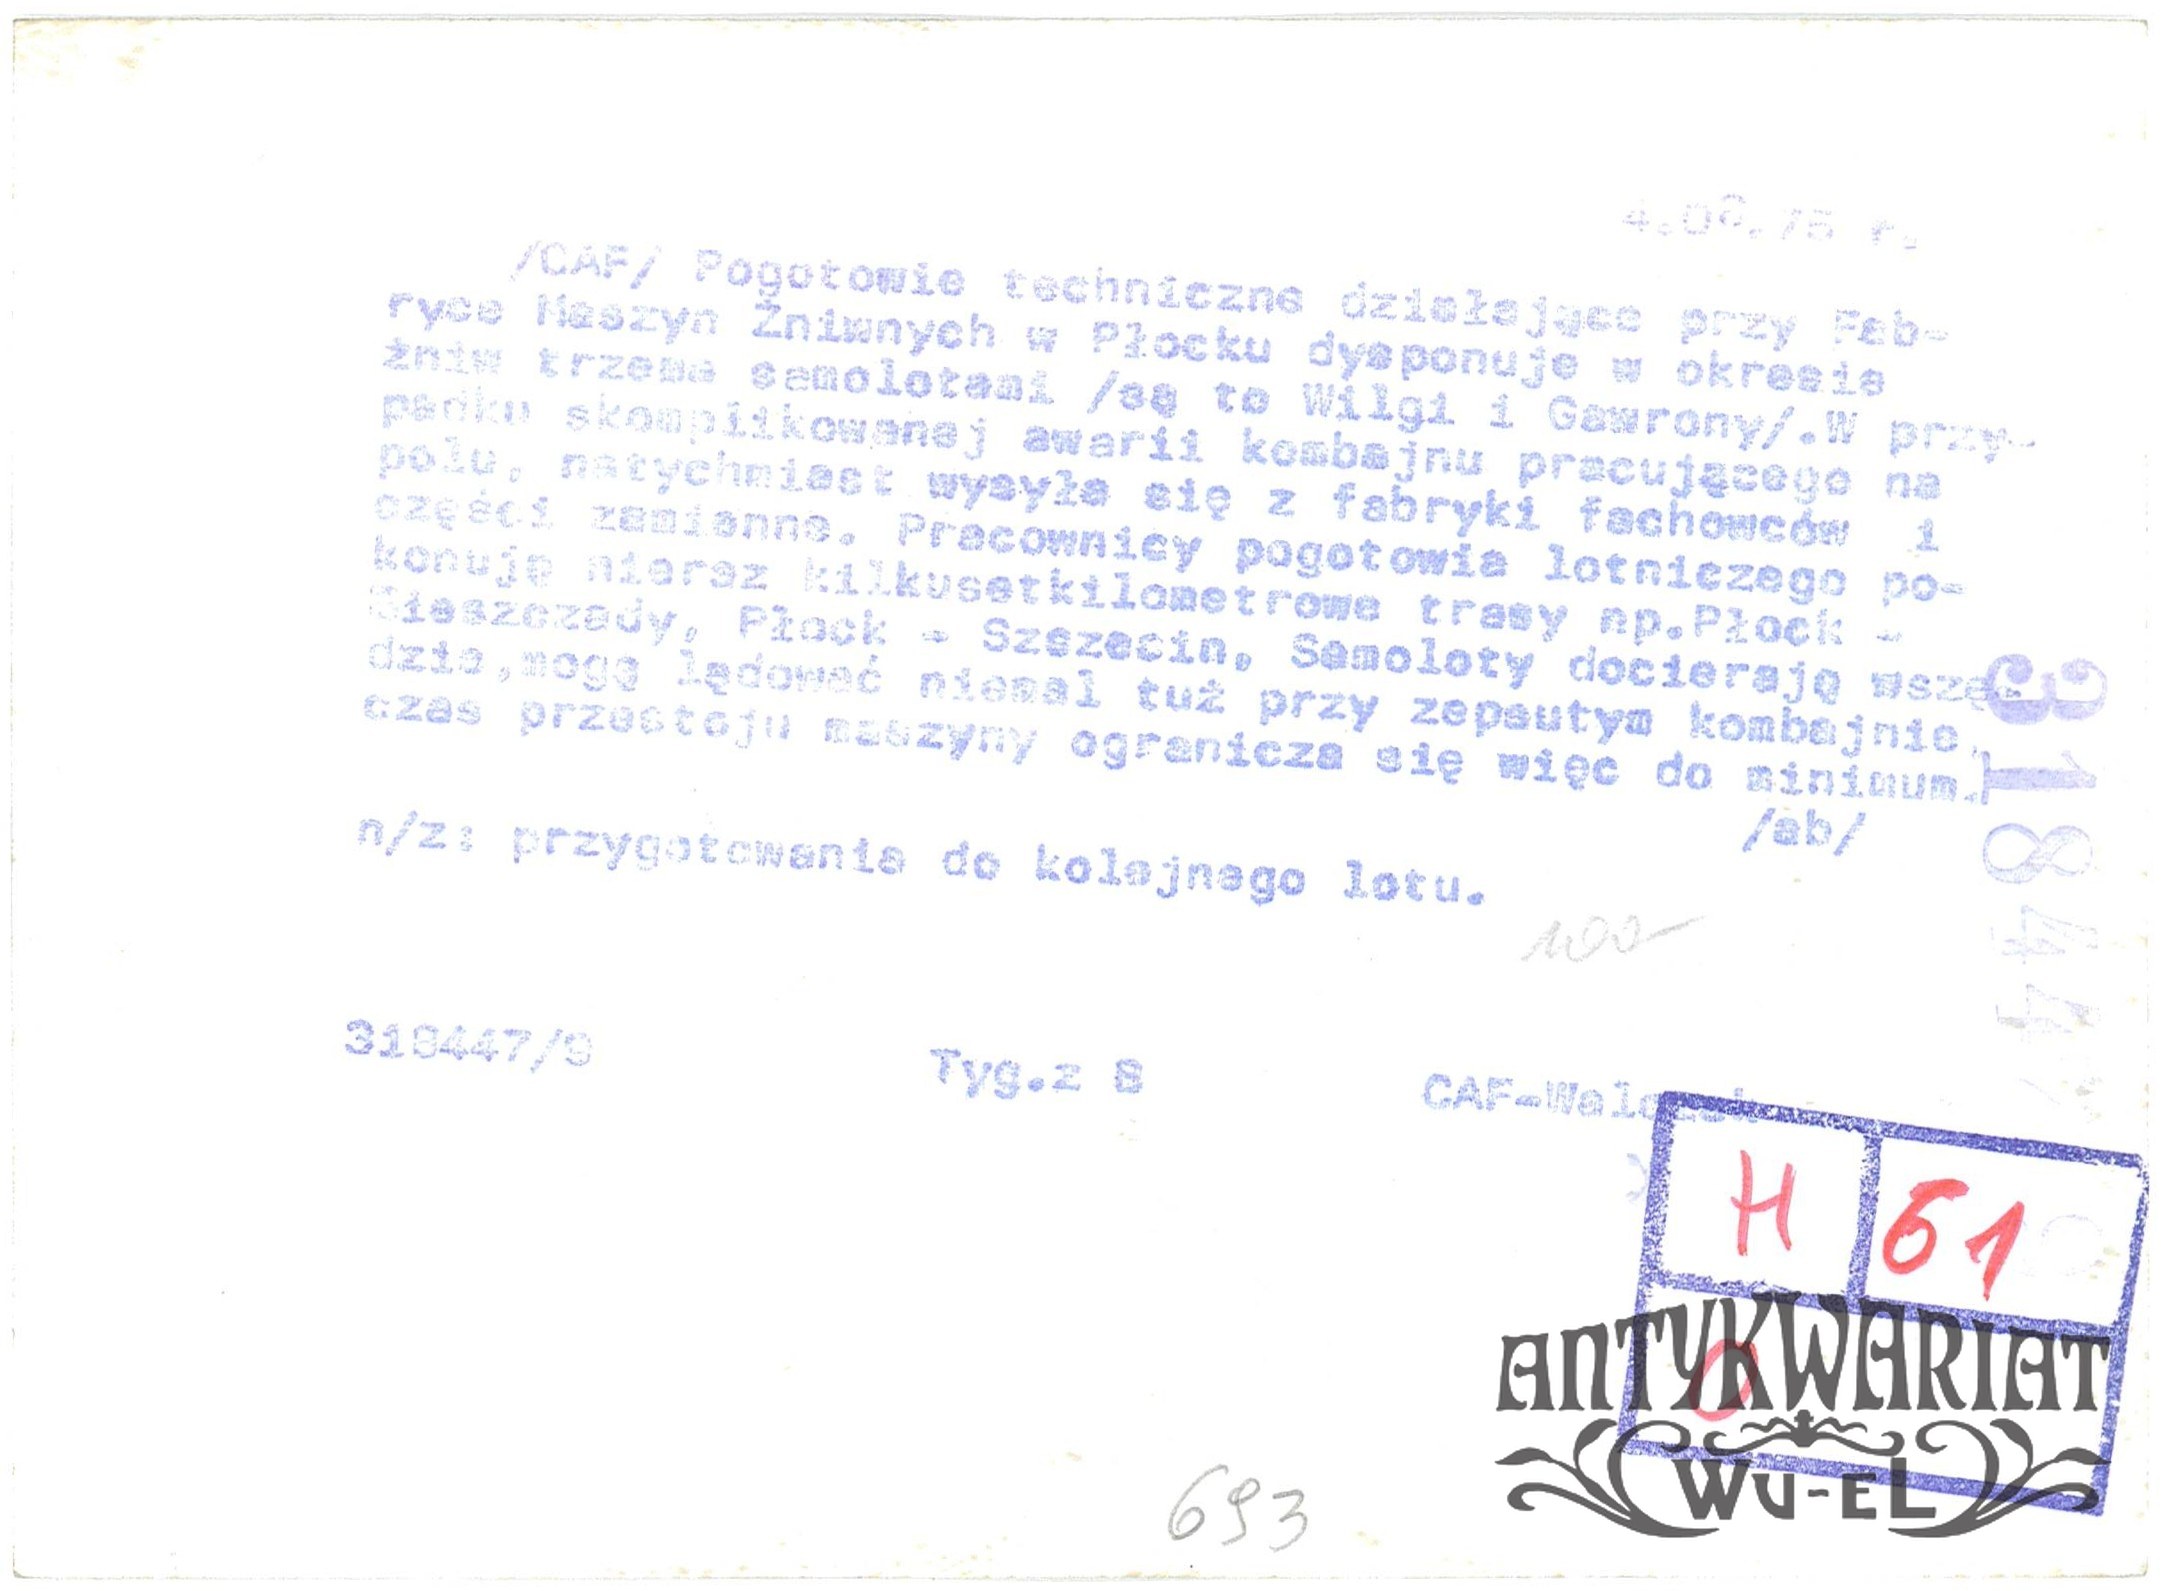 4.08.75 r.
/CAF/ Pogotowie techniczne działające przy Fab-
ryce Maszyn Żniwnych w Płocku dysponuje w okresie
żniw trzema samolotami /są to Wilgi i Gawrony/.W przy-
padku skomplikowanej awarii kombajnu pracującego na
polu, natychmiast wysyła się z fabryki fachowców i
części zamienne. Pracownicy pogotowia lotniczego po-
konują nieraz kilkusetkilometrowe trasy np.Płock -
Bieszczady, Płock - Szczecin. Samoloty docierają wszę-
dzie,mogą lądować niemal tuż przy zepsutym kombajnie,
czas przestoju maszyny ogranicza się więc do minimum.
/ab/
n/z: przygotowania do kolejnego lotu.
100
318447/9
Tyg.z 8
CAF-
318447
H 61
O
ANTYKWARIAT
WU-EL
693